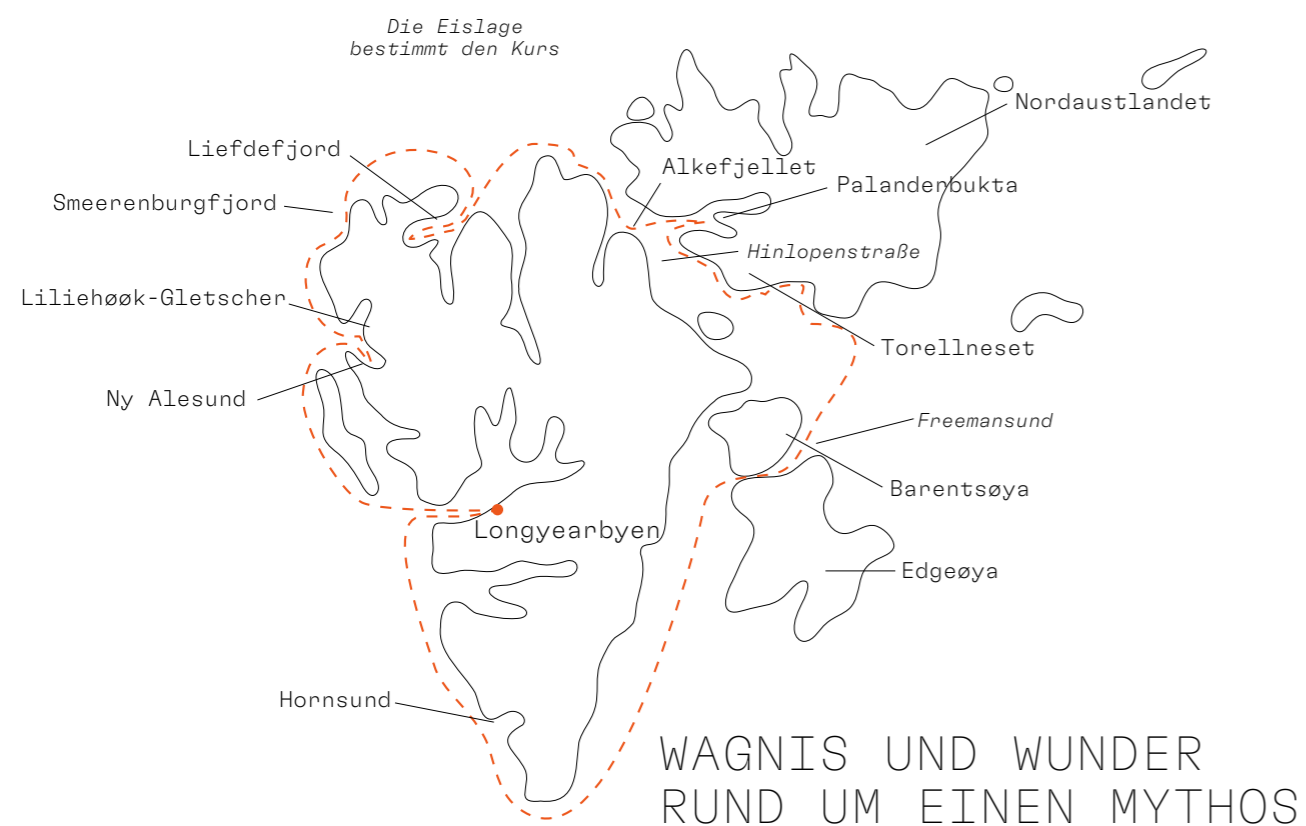 Die Eislage
bestimmt den Kurs
Nordaustlandet
Liefdefjord
Alkefjellet
Palanderbukta
Smeerenburgfjord
Hinlopenstraße
Liliehøøk-Gletscher
Torellneset
Ny Alesund
Freemansund
Barentsøya
Longyearbyen
Edgeøya
Hornsund
WAGNIS UND WUNDER
RUND UM EINEN MYTHOS